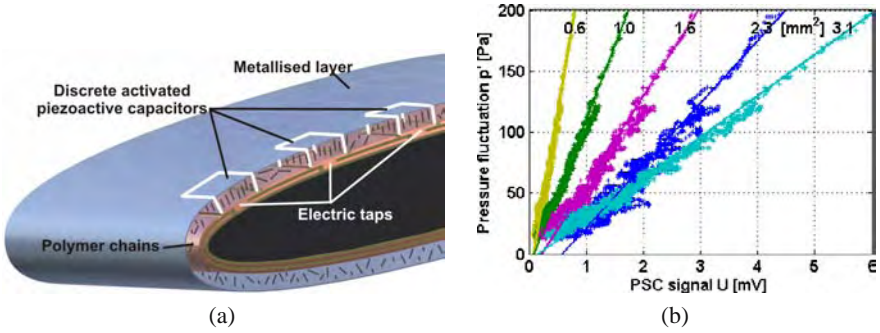 Metallised layer
Discrete activated
piezoactive capacitors
Electric taps
Polymer chains
(a)
(b)
Pressure fluctuation p' [Pa]
200
150
100
50
0
0.6 1.0 1.6 2.3 [mm²] 3.1
0 1 2 3 4 5 6
PSC signal U [mV]